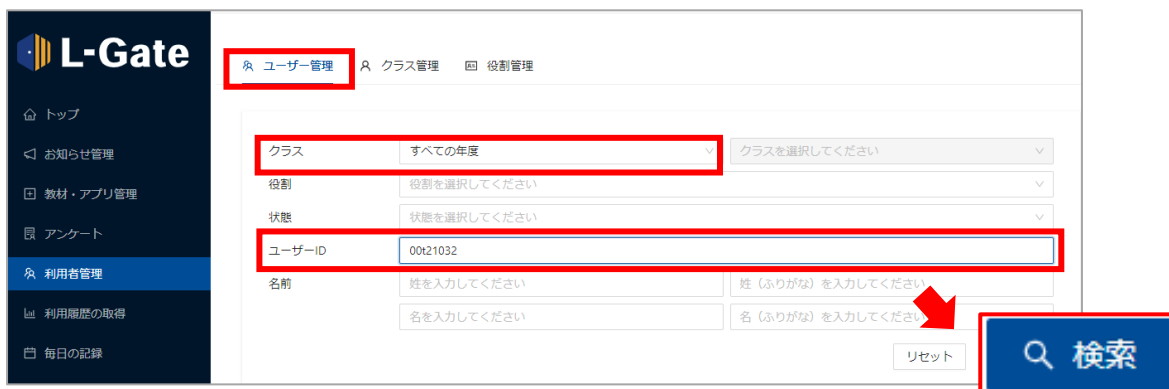 L-Gate
ユーザー管理 クラス管理 役割管理
トップ
お知らせ管理
教材・アプリ管理
アンケート
利用者管理
利用履歴の取得
毎日の記録
クラス すべての年度 クラスを選択してください
役割 役割を選択してください
状態 状態を選択してください
ユーザーID 00t21032
名前 姓を入力してください 姓（ふりがな）を入力してください
名を入力してください 名（ふりがな）を入力してください
リセット 検索